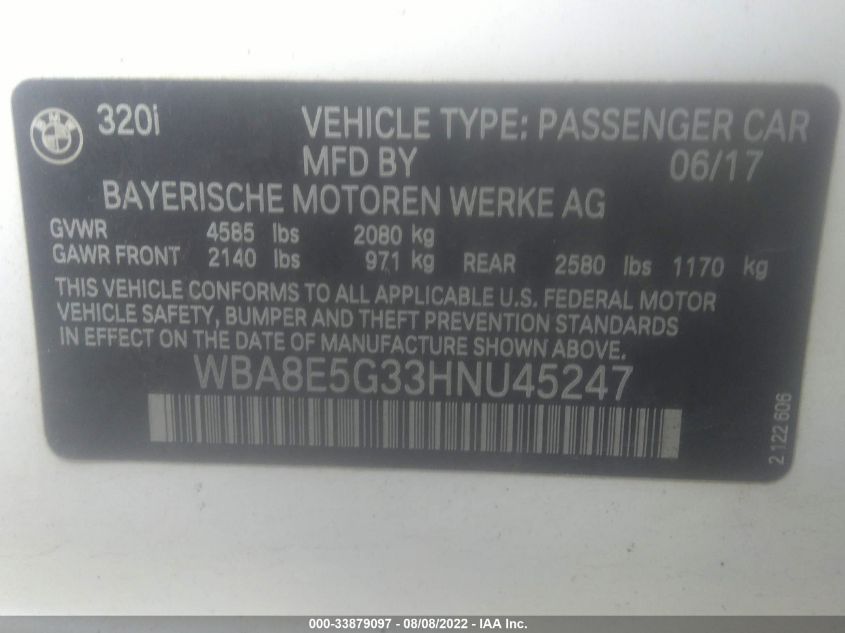 BMW 320i VEHICLE TYPE: PASSENGER CAR
MFD BY 06/17
BAYERISCHE MOTOREN WERKE AG
GVWR 4585 lbs 2080 kg
GAWR FRONT 2140 lbs 971 kg REAR 2580 lbs 1170 kg
THIS VEHICLE CONFORMS TO ALL APPLICABLE U.S. FEDERAL MOTOR
VEHICLE SAFETY, BUMPER AND THEFT PREVENTION STANDARDS
IN EFFECT ON THE DATE OF MANUFACTURE SHOWN ABOVE.
WBA8E5G33HNU45247
2 122 606
000-33879097 - 08/08/2022 - IAA Inc.